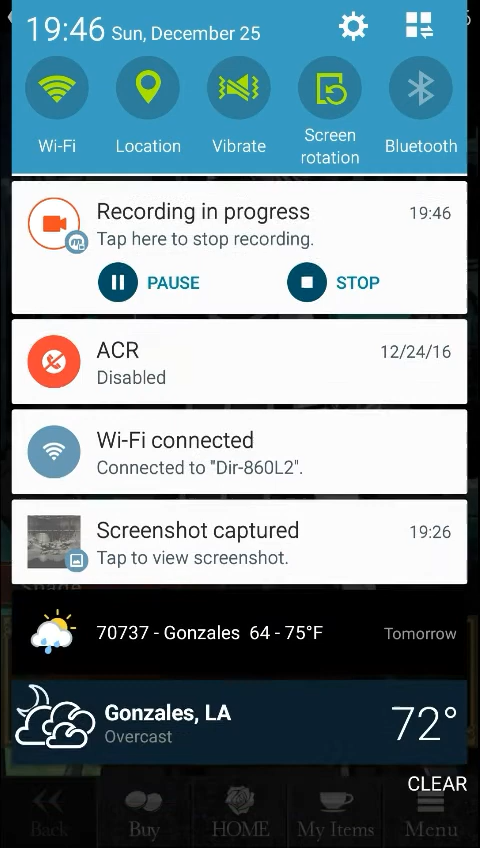 19:46 Sun, December 25
Wi-Fi
Location
Vibrate
Screen
rotation
Bluetooth
Recording in progress 19:46
Tap here to stop recording.
PAUSE STOP
ACR 12/24/16
Disabled
Wi-Fi connected
Connected to "Dir-860L2".
Screenshot captured 19:26
Tap to view screenshot.
70737 - Gonzales 64 - 75°F Tomorrow
Gonzales, LA 72°
Overcast
CLEAR
Back Buy HOME My Items Menu